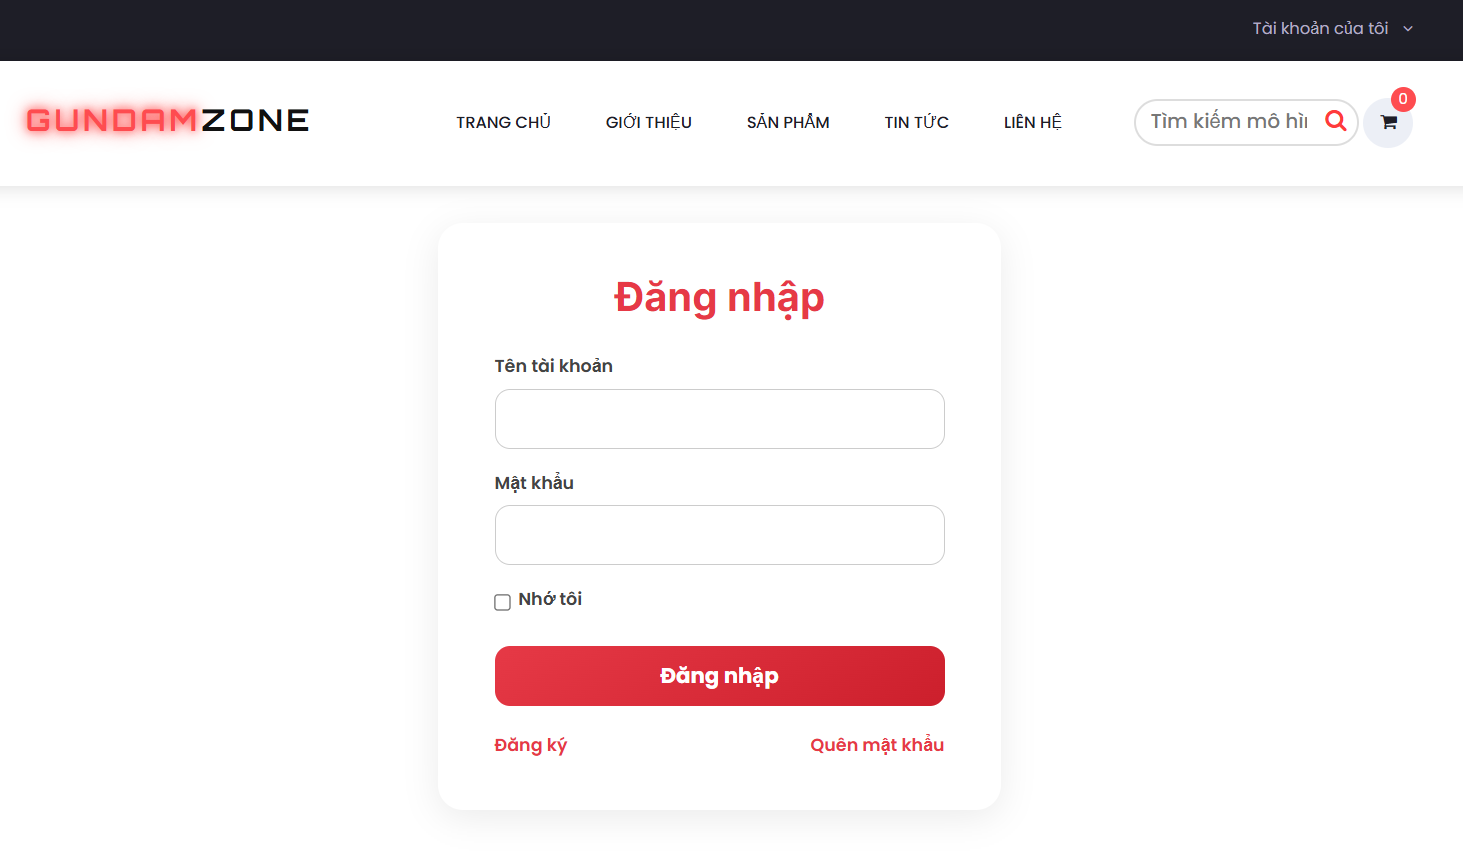 Tài khoản của tôi
GUNDAMZONE
TRANG CHỦ GIỚI THIỆU SẢN PHẨM TIN TỨC LIÊN HỆ
Tìm kiếm mô hì
0
Đăng nhập
Tên tài khoản
Mật khẩu
Nhớ tôi
Đăng nhập
Đăng ký Quên mật khẩu